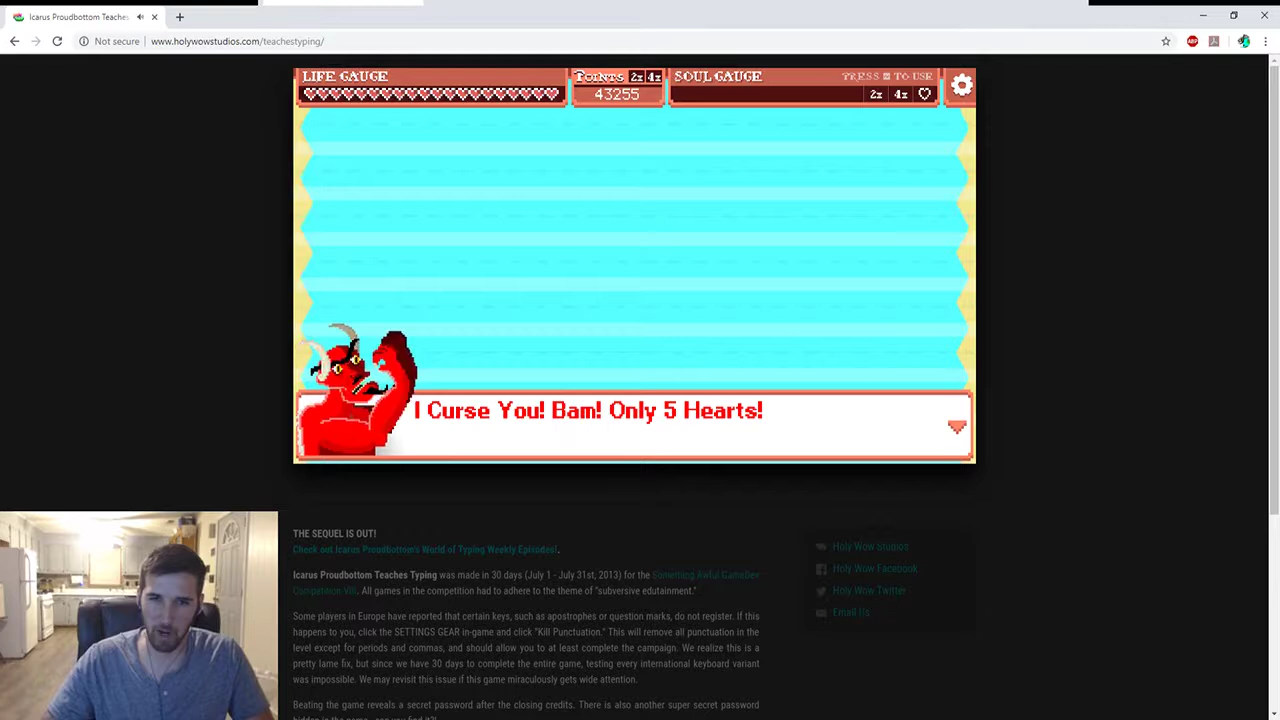 Icarus Proudbottom Teaches
Not secure | www.holywowstudios.com/teachestyping/
ABP
LIFE GAUGE
POINTS 2x 4x
43255
SOUL GAUGE
PRESS TO USE
2x 4x
I Curse You! Bam! Only 5 Hearts!
THE SEQUEL IS OUT!
Check out Icarus Proudbottom's World of Typing Weekly Episodes!.
Icarus Proudbottom Teaches Typing was made in 30 days (July 1 - July 31st, 2013) for the Something Awful GameDev
Competition VIII. All games in the competition had to adhere to the theme of "subversive edutainment."
Some players in Europe have reported that certain keys, such as apostrophes or question marks, do not register. If this
happens to you, click the SETTINGS GEAR in-game and click "Kill Punctuation." This will remove all punctuation in the
level except for periods and commas, and should allow you to at least complete the campaign. We realize this is a
pretty lame fix, but since we have 30 days to complete the entire game, testing every international keyboard variant
was impossible. We may revisit this issue if this game miraculously gets wide attention.
Beating the game reveals a secret password after the closing credits. There is also another super secret password
hidden in the game, can you find it?!
Holy Wow Studios
Holy Wow Facebook
Holy Wow Twitter
Email Us